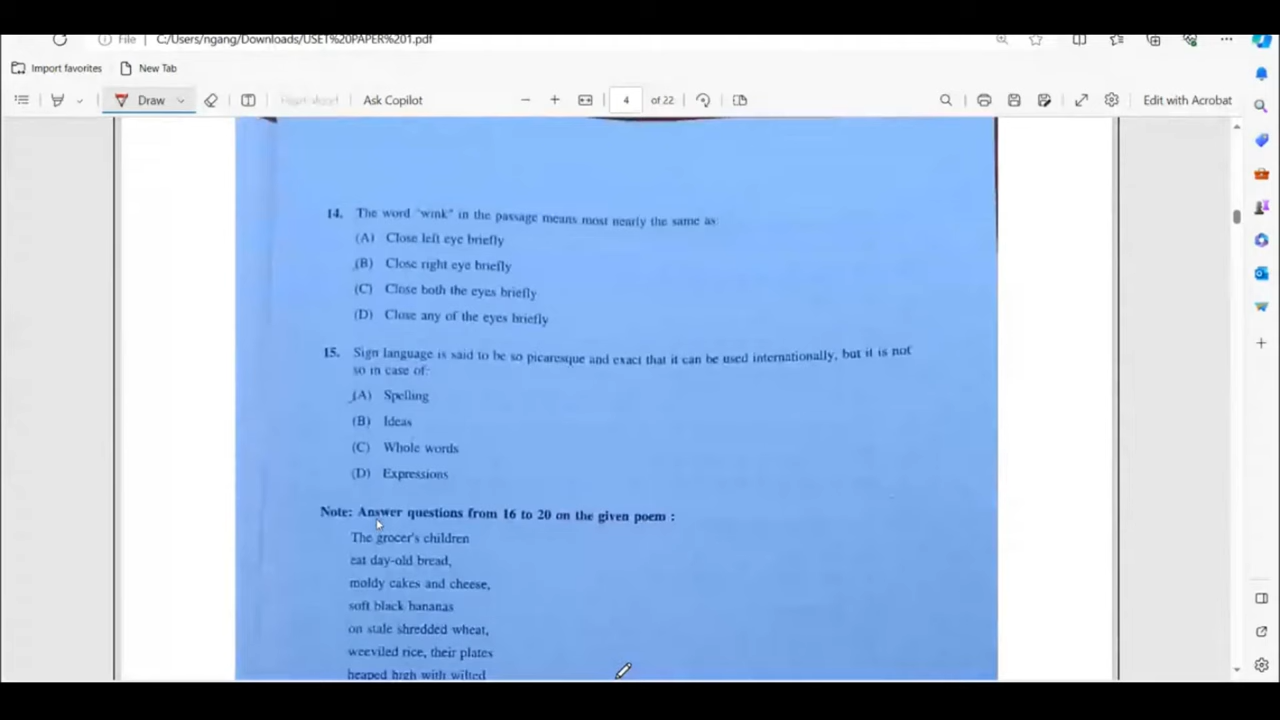 File C:/Users/ngang/Downloads/USET%20PAPER%201.pdf
Import favorites New Tab
Draw Ask Copilot 4 of 22 Edit with Acrobat
14. The word "wink" in the passage means most nearly the same as
(A) Close left eye briefly
(B) Close right eye briefly
(C) Close both the eyes briefly
(D) Close any of the eyes briefly
15. Sign language is said to be so picaresque and exact that it can be used internationally, but it is not
so in case of:
(A) Spelling
(B) Ideas
(C) Whole words
(D) Expressions
Note: Answer questions from 16 to 20 on the given poem :
The grocer's children
eat day-old bread,
moldy cakes and cheese,
soft black bananas
on stale shredded wheat,
weeviled rice, their plates
heaped high with wilted